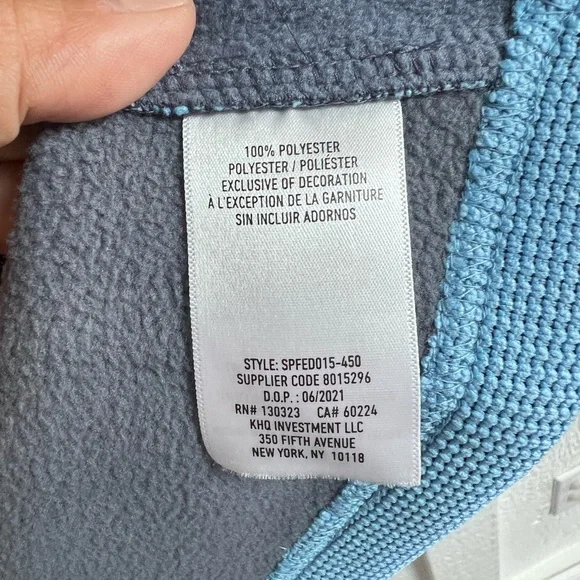 100% POLYESTER
POLYESTER / POLIÉSTER
EXCLUSIVE OF DECORATION
À L'EXCEPTION DE LA GARNITURE
SIN INCLUIR ADORNOS
STYLE: SPFED015-450
SUPPLIER CODE 8015296
D.O.P. : 06/2021
RN# 130323 CA# 60224
KHQ INVESTMENT LLC
350 FIFTH AVENUE
NEW YORK, NY 10118